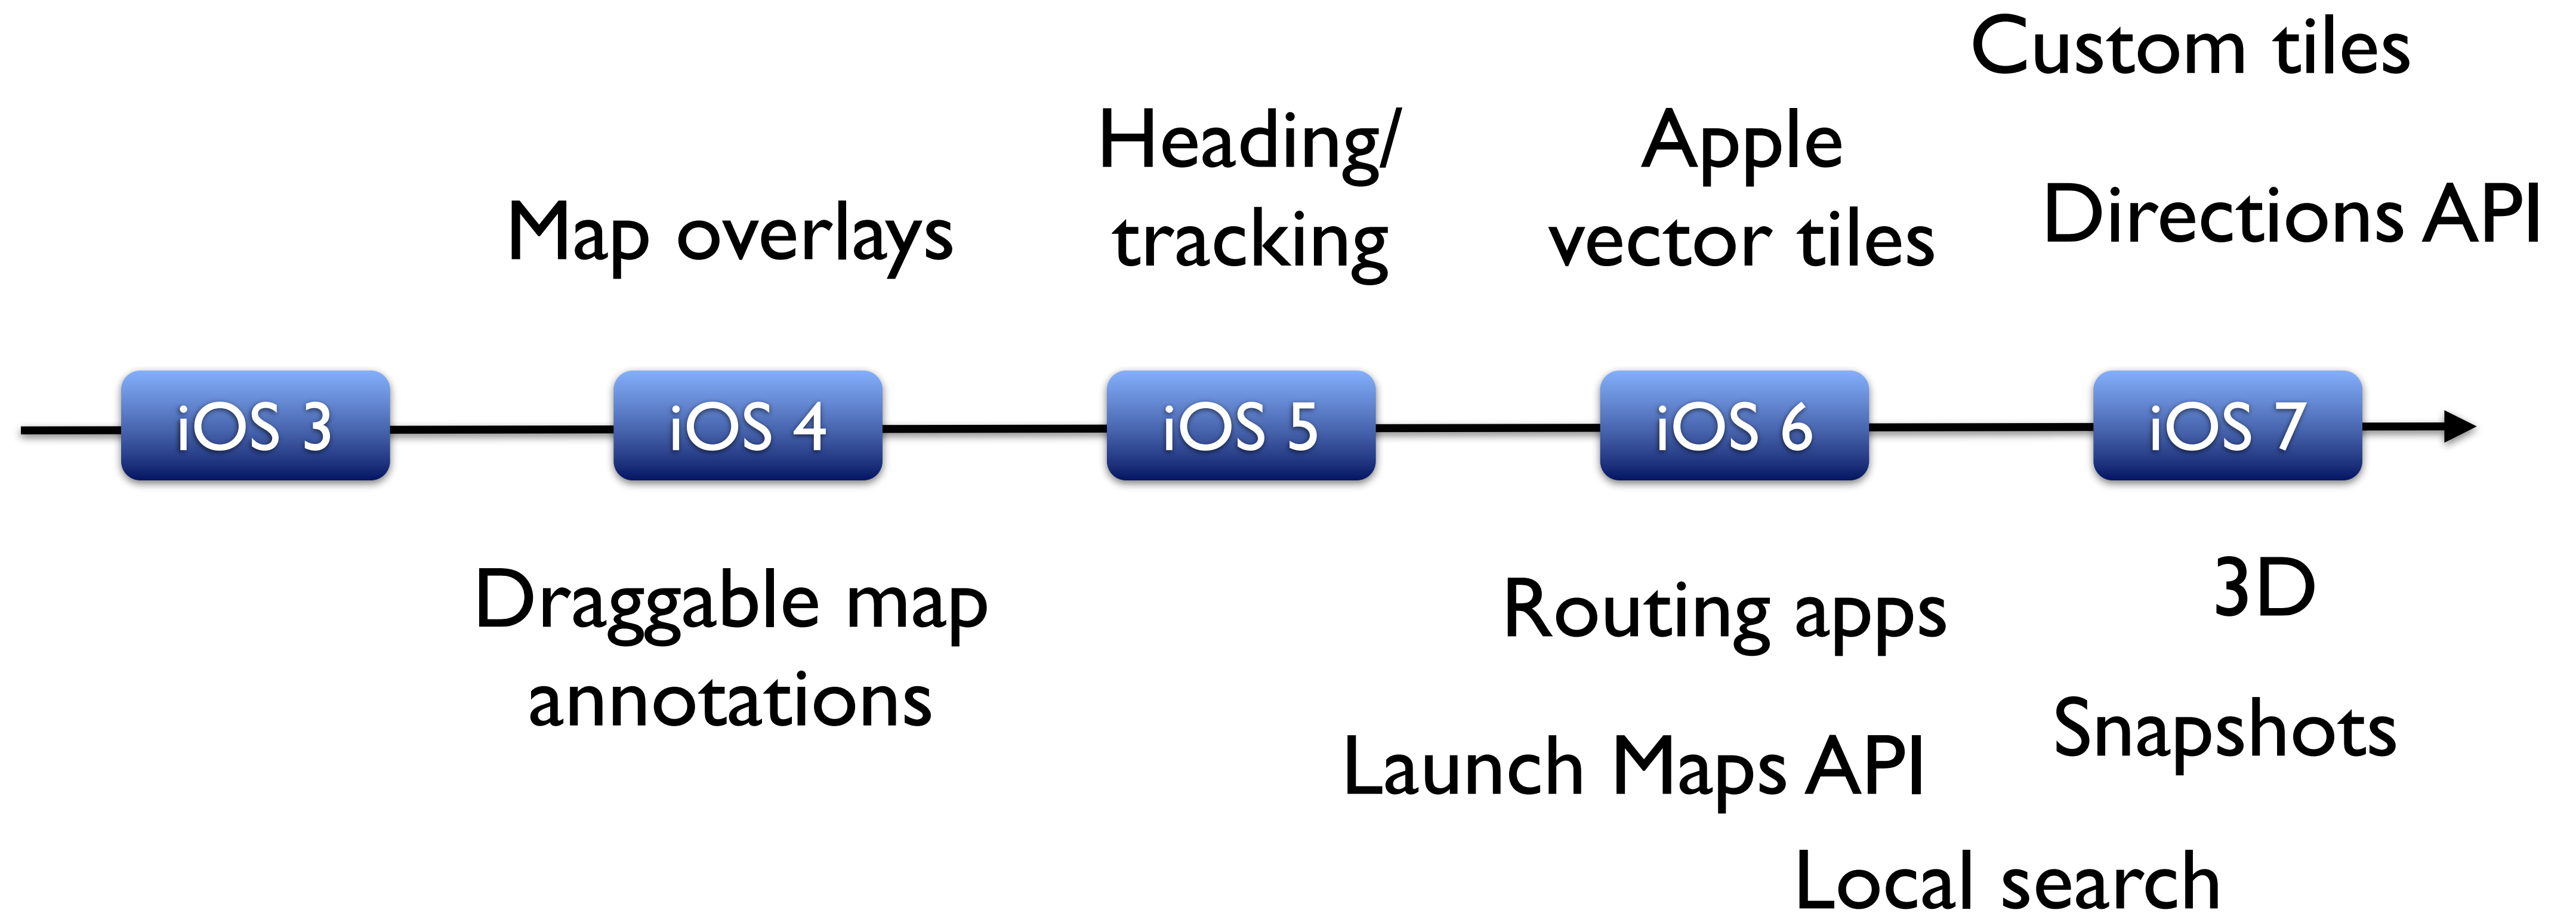 Custom tiles
Heading/
tracking
Apple
vector tiles
Map overlays
Directions API
iOS 3
iOS 4
iOS 5
iOS 6
iOS 7
Draggable map
annotations
Routing apps
3D
Snapshots
Launch Maps API
Local search